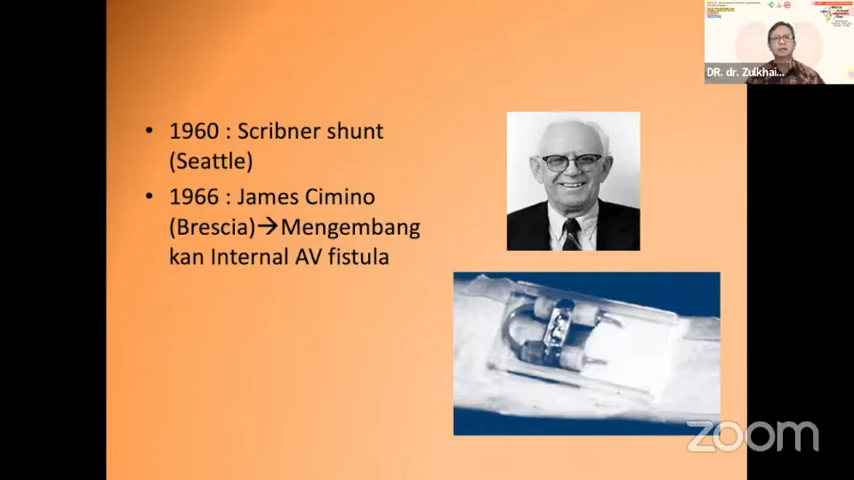 • 1960 : Scribner shunt
(Seattle)
• 1966 : James Cimino
(Brescia)→Mengembang
kan Internal AV fistula
DR. dr. Zulkhai...
zoom